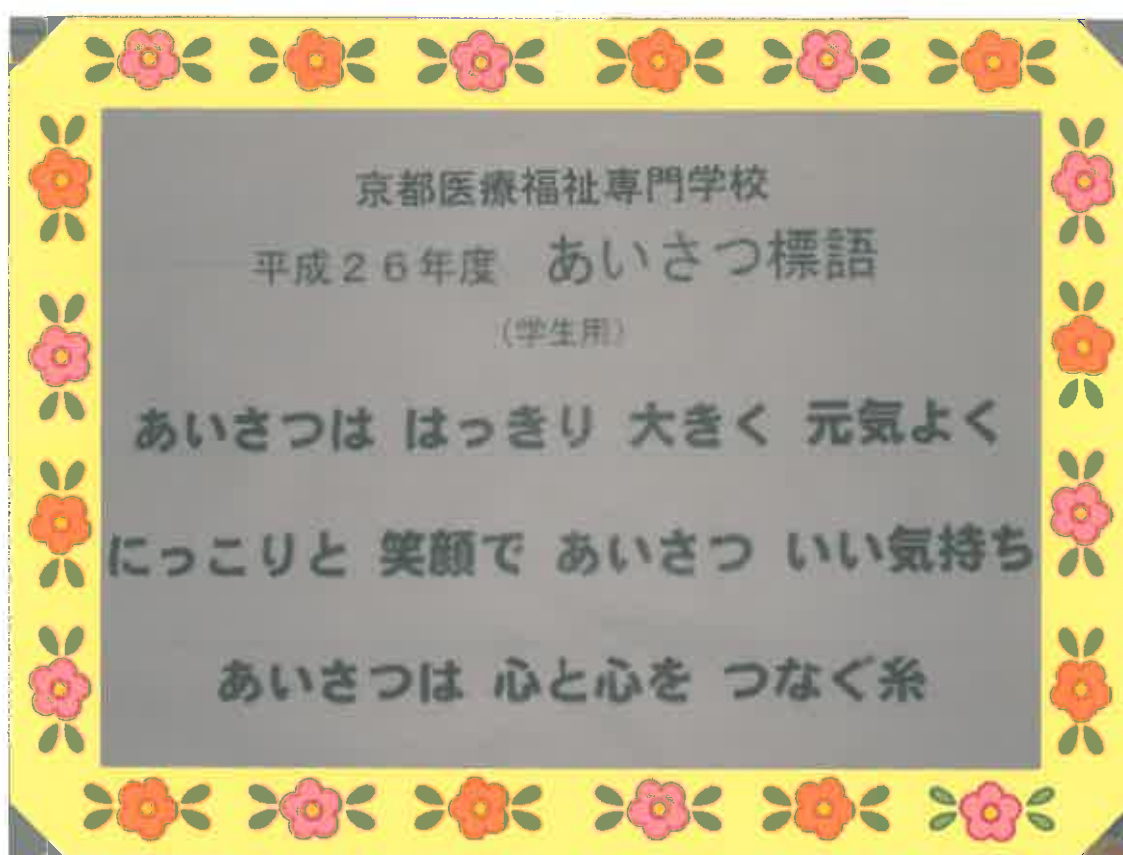 京都医療福祉専門学校
平成26年度 あいさつ標語
（学生用）
あいさつは はっきり 大きく 元気よく
にっこりと 笑顔で あいさつ いい気持ち
あいさつは 心と心を つなぐ糸